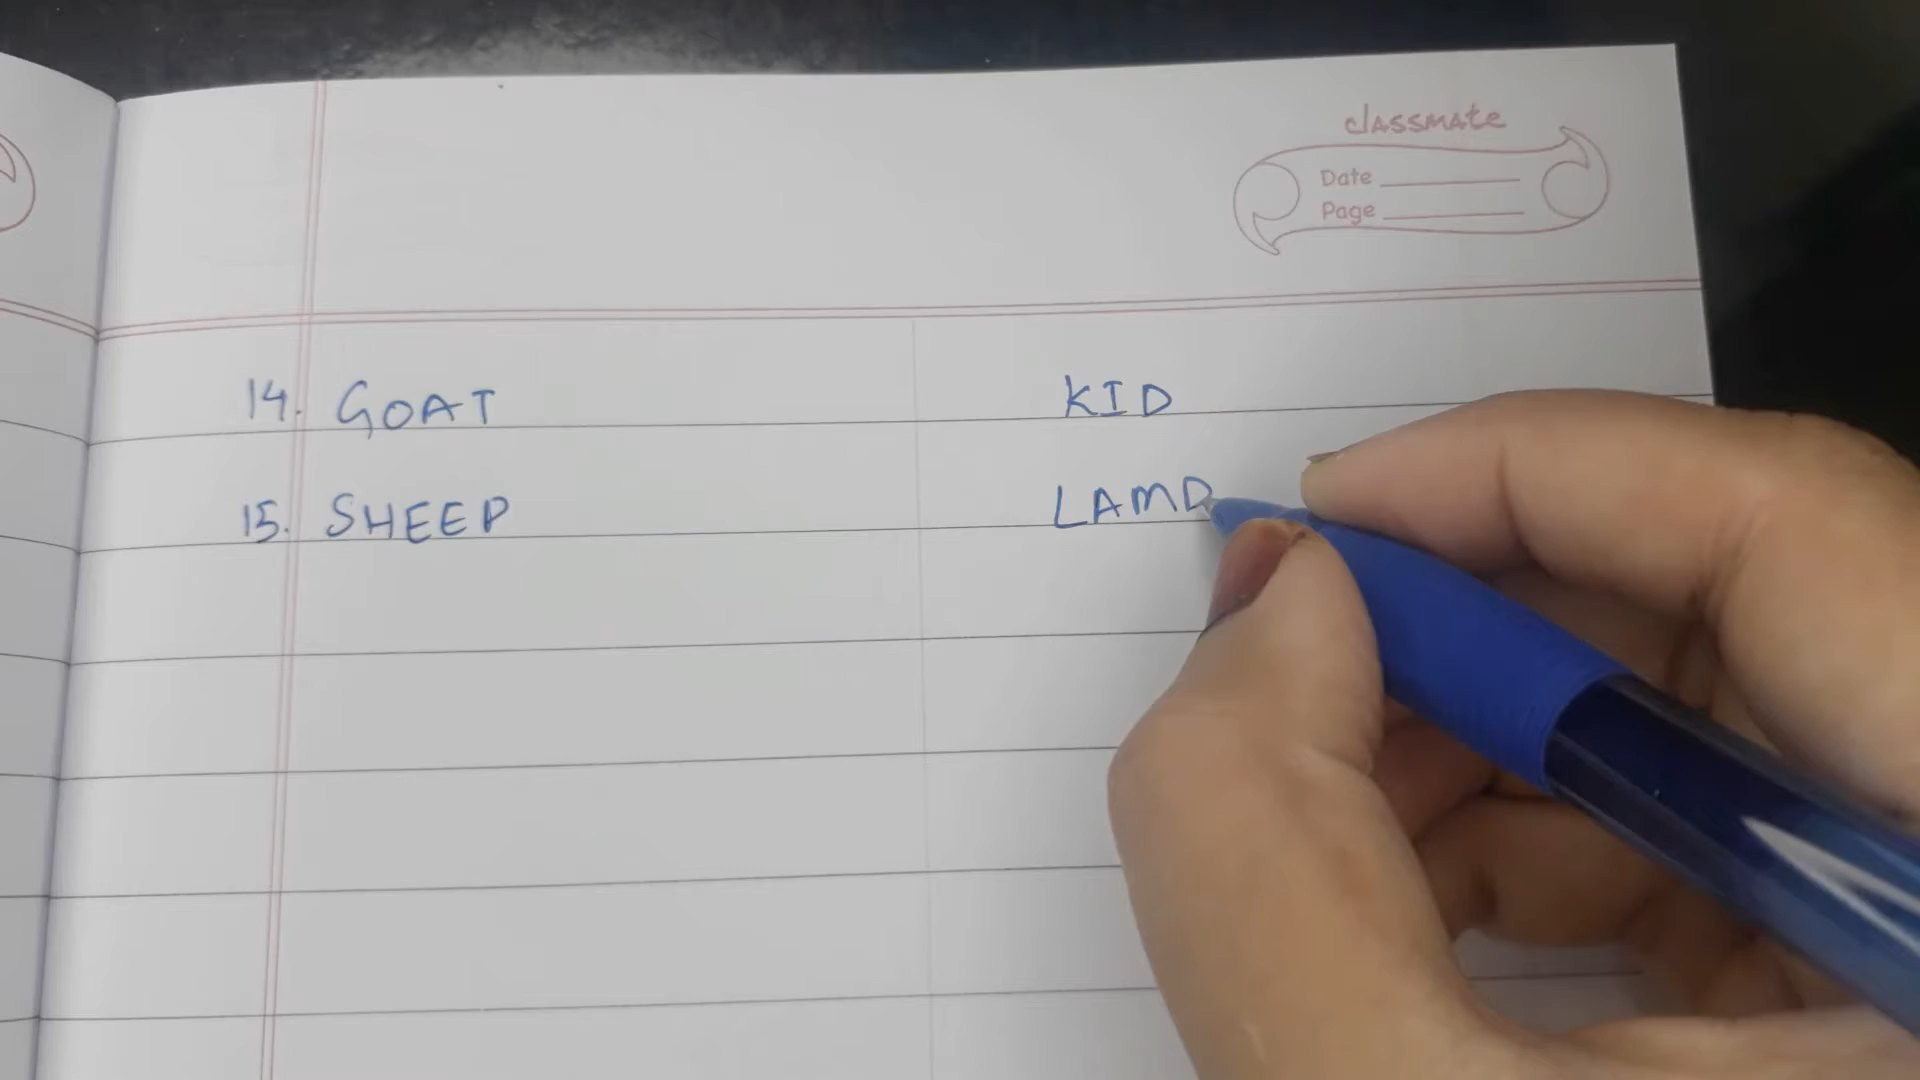 classmate
Date
Page
14. GOAT KID
15. SHEEP LAMD